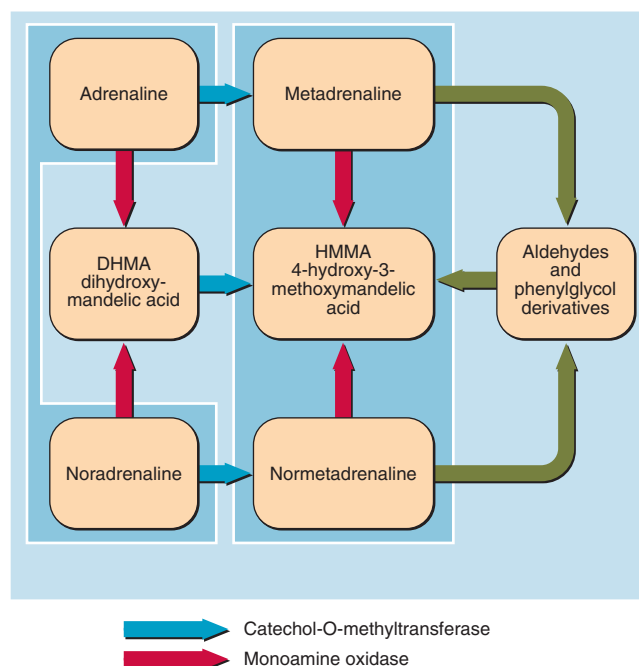 Adrenaline
Metadrenaline
DHMA
dihydroxy-
mandelic acid
HMMA
4-hydroxy-3-
methoxymandelic
acid
Aldehydes
and
phenylglycol
derivatives
Noradrenaline
Normetadrenaline
Catechol-O-methyltransferase
Monoamine oxidase